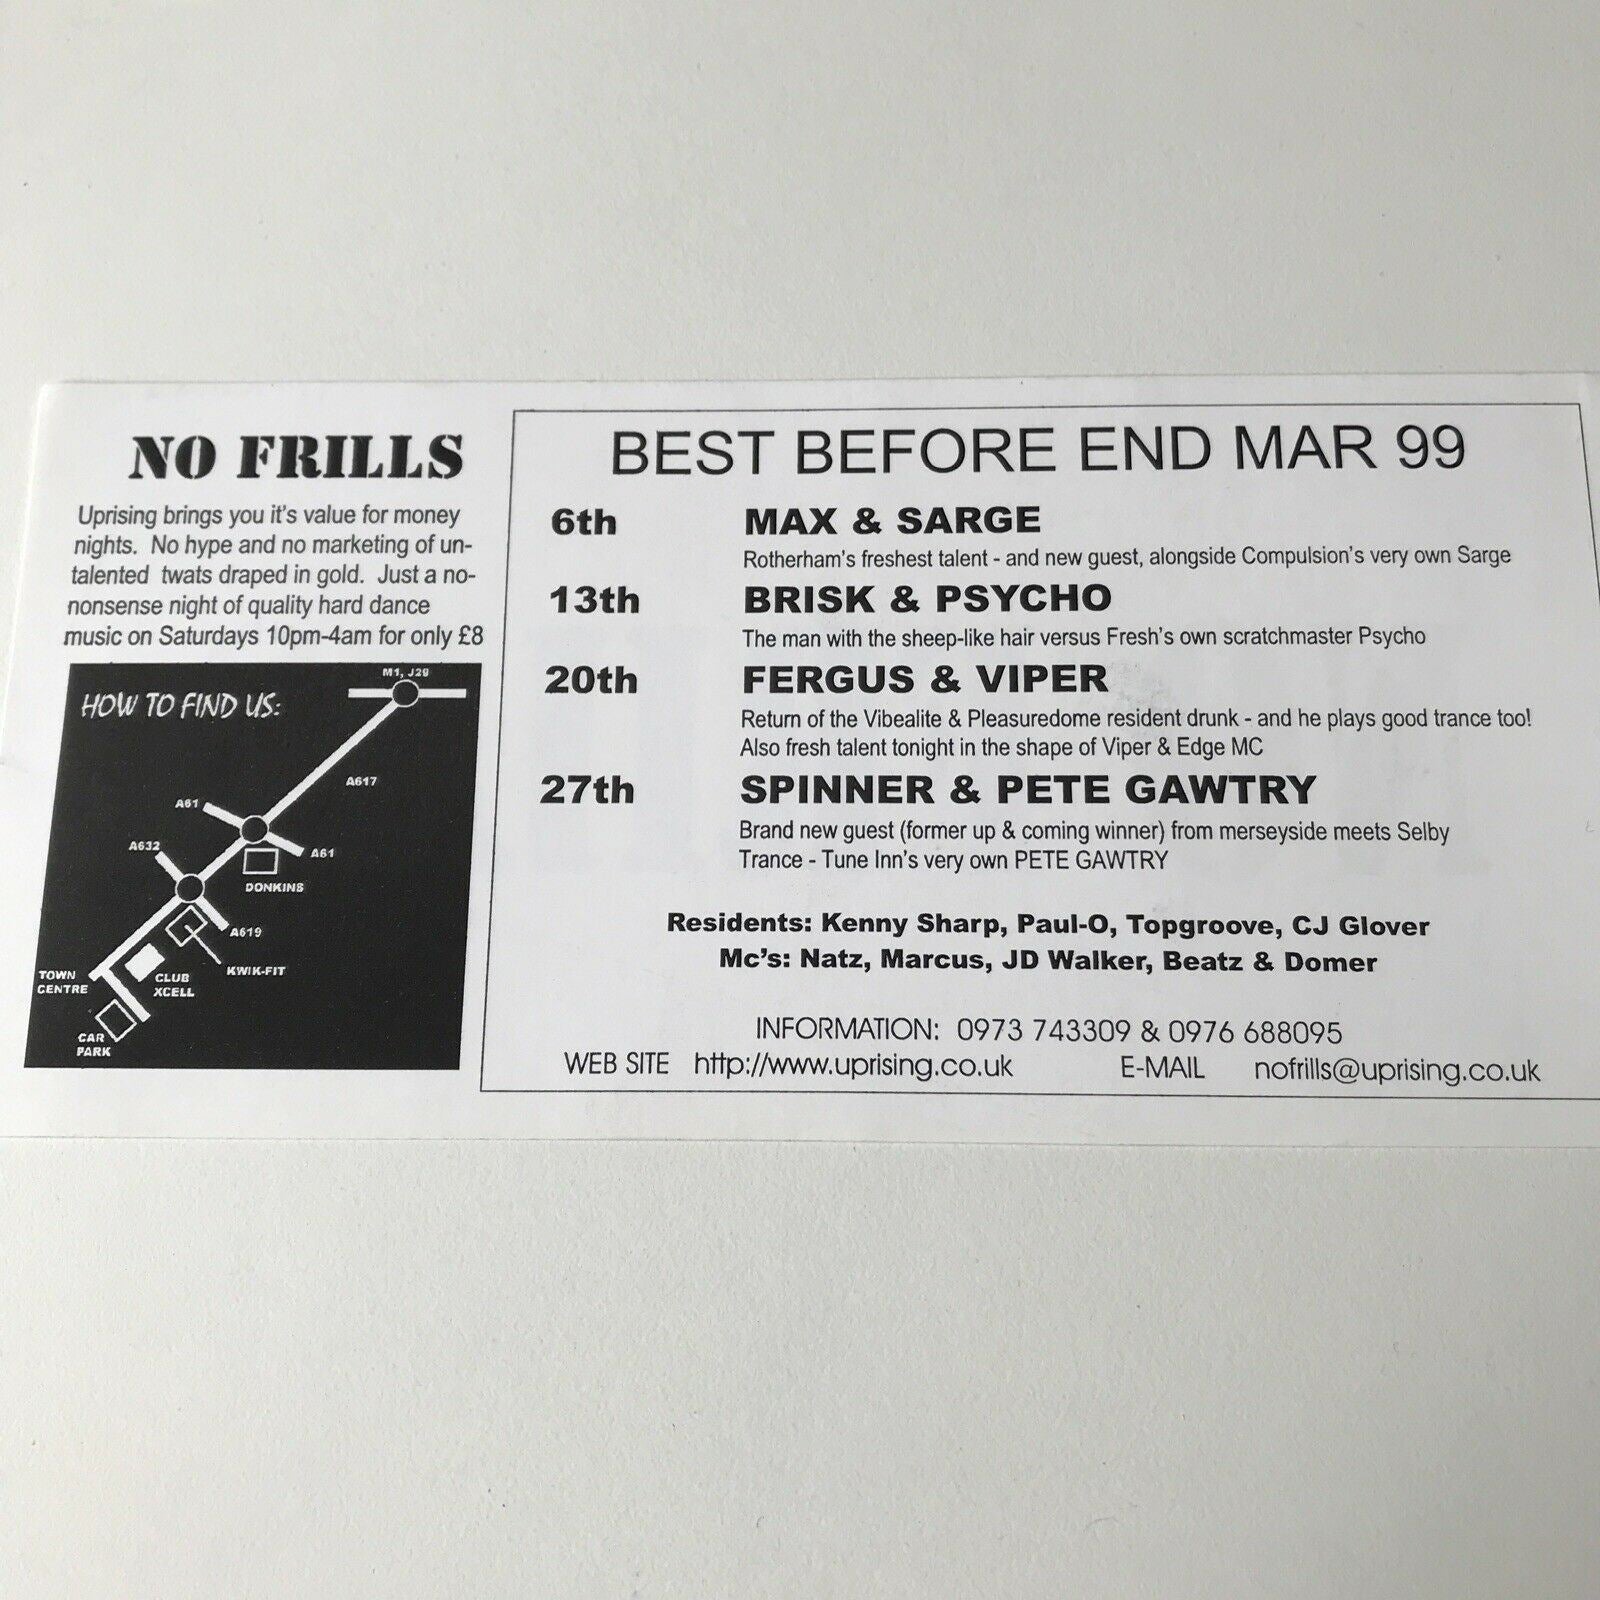 NO FRILLS
Uprising brings you it's value for money
nights. No hype and no marketing of un-
talented twats draped in gold. Just a no-
nonsense night of quality hard dance
music on Saturdays 10pm-4am for only £8
HOW TO FIND US:
M1, J29
A617
A61
A61
A632
DONKINS
A619
KWIK-FIT
TOWN
CENTRE
CLUB
XCELL
CAR
PARK
BEST BEFORE END MAR 99
6th MAX & SARGE
Rotherham's freshest talent - and new guest, alongside Compulsion's very own Sarge
13th BRISK & PSYCHO
The man with the sheep-like hair versus Fresh's own scratchmaster Psycho
20th FERGUS & VIPER
Return of the Vibealite & Pleasuredome resident drunk - and he plays good trance too!
Also fresh talent tonight in the shape of Viper & Edge MC
27th SPINNER & PETE GAWTRY
Brand new guest (former up & coming winner) from merseyside meets Selby
Trance - Tune Inn's very own PETE GAWTRY
Residents: Kenny Sharp, Paul-O, Topgroove, CJ Glover
Mc's: Natz, Marcus, JD Walker, Beatz & Domer
INFORMATION: 0973 743309 & 0976 688095
WEB SITE http://www.uprising.co.uk E-MAIL nofrills@uprising.co.uk